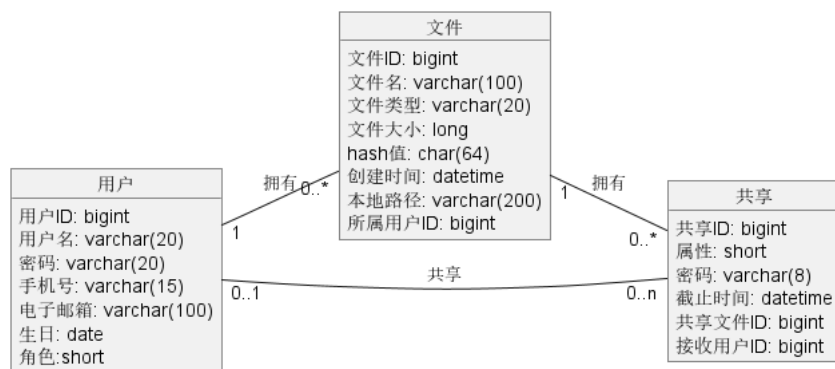 文件
文件ID: bigint
文件名: varchar(100)
文件类型: varchar(20)
文件大小: long
hash值: char(64)
创建时间: datetime
本地路径: varchar(200)
所属用户ID: bigint
用户
用户ID: bigint
用户名: varchar(20)
密码: varchar(20)
手机号: varchar(15)
电子邮箱: varchar(100)
生日: date
角色:short
共享
共享ID: bigint
属性: short
密码: varchar(8)
截止时间: datetime
共享文件ID: bigint
接收用户ID: bigint
拥有
1
0..*
拥有
1
0..*
共享
0..1
0..n